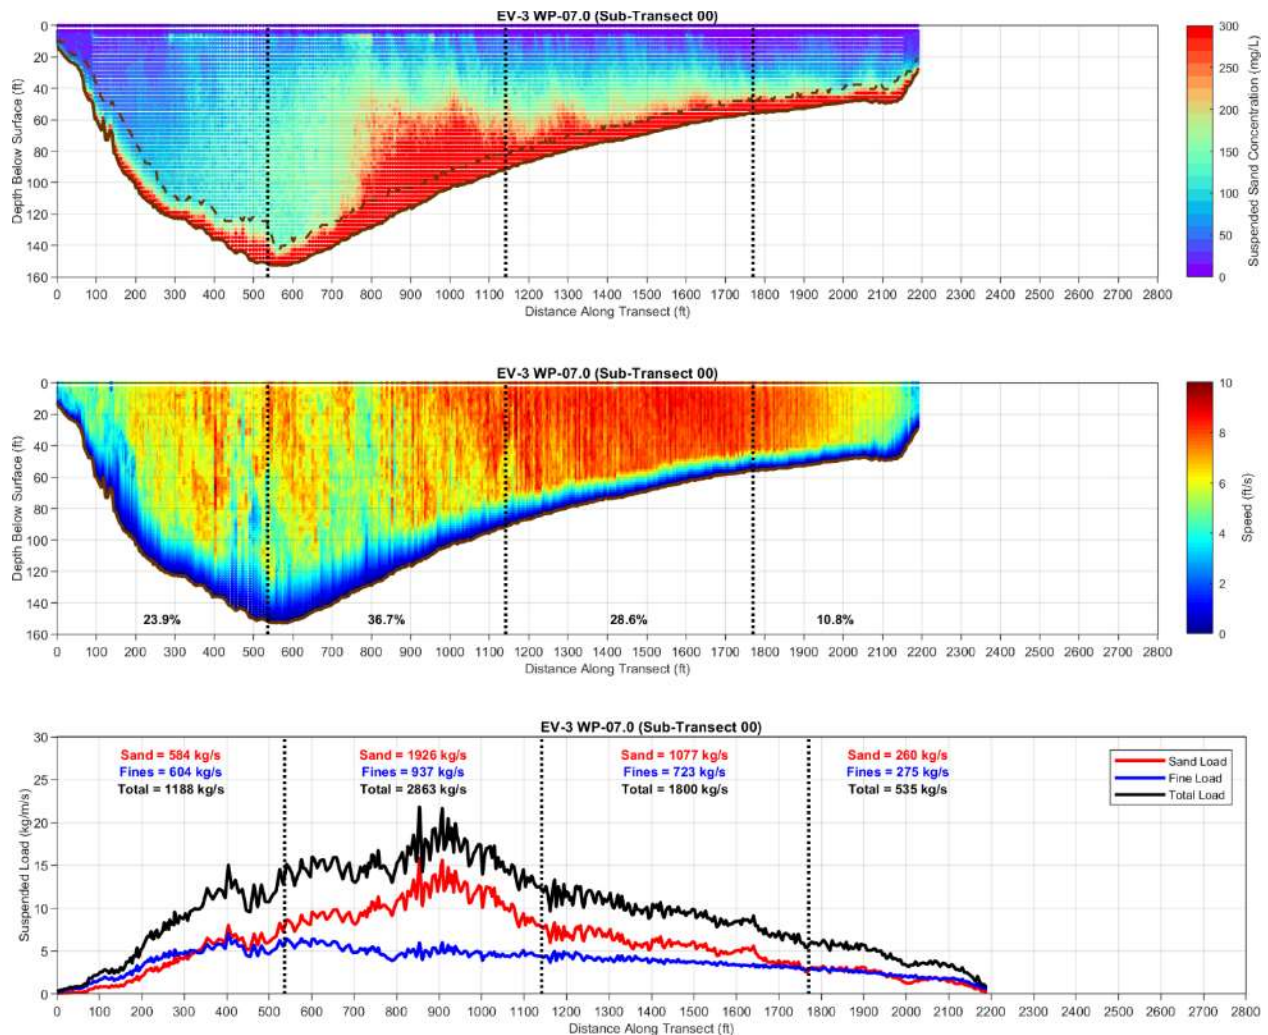 EV-3 WP-07.0 (Sub-Transect 00)
Depth Below Surface (ft)
0
20
40
60
80
100
120
140
160
0 100 200 300 400 500 600 700 800 900 1000 1100 1200 1300 1400 1500 1600 1700 1800 1900 2000 2100 2200 2300 2400 2500 2600 2700 2800
Distance Along Transect (ft)
300
250
200
150
100
50
0
Suspended Sand Concentration (mg/L)
EV-3 WP-07.0 (Sub-Transect 00)
Depth Below Surface (ft)
0
20
40
60
80
100
120
140
160
23.9% 36.7% 28.6% 10.8%
0 100 200 300 400 500 600 700 800 900 1000 1100 1200 1300 1400 1500 1600 1700 1800 1900 2000 2100 2200 2300 2400 2500 2600 2700 2800
Distance Along Transect (ft)
10
8
6
4
2
0
Speed (ft/s)
EV-3 WP-07.0 (Sub-Transect 00)
Suspended Load (kg/m/s)
30
25
20
15
10
5
0
Sand = 584 kg/s
Fines = 604 kg/s
Total = 1188 kg/s
Sand = 1926 kg/s
Fines = 937 kg/s
Total = 2863 kg/s
Sand = 1077 kg/s
Fines = 723 kg/s
Total = 1800 kg/s
Sand = 260 kg/s
Fines = 275 kg/s
Total = 535 kg/s
Sand Load
Fine Load
Total Load
0 100 200 300 400 500 600 700 800 900 1000 1100 1200 1300 1400 1500 1600 1700 1800 1900 2000 2100 2200 2300 2400 2500 2600 2700 2800
Distance Along Transect (ft)